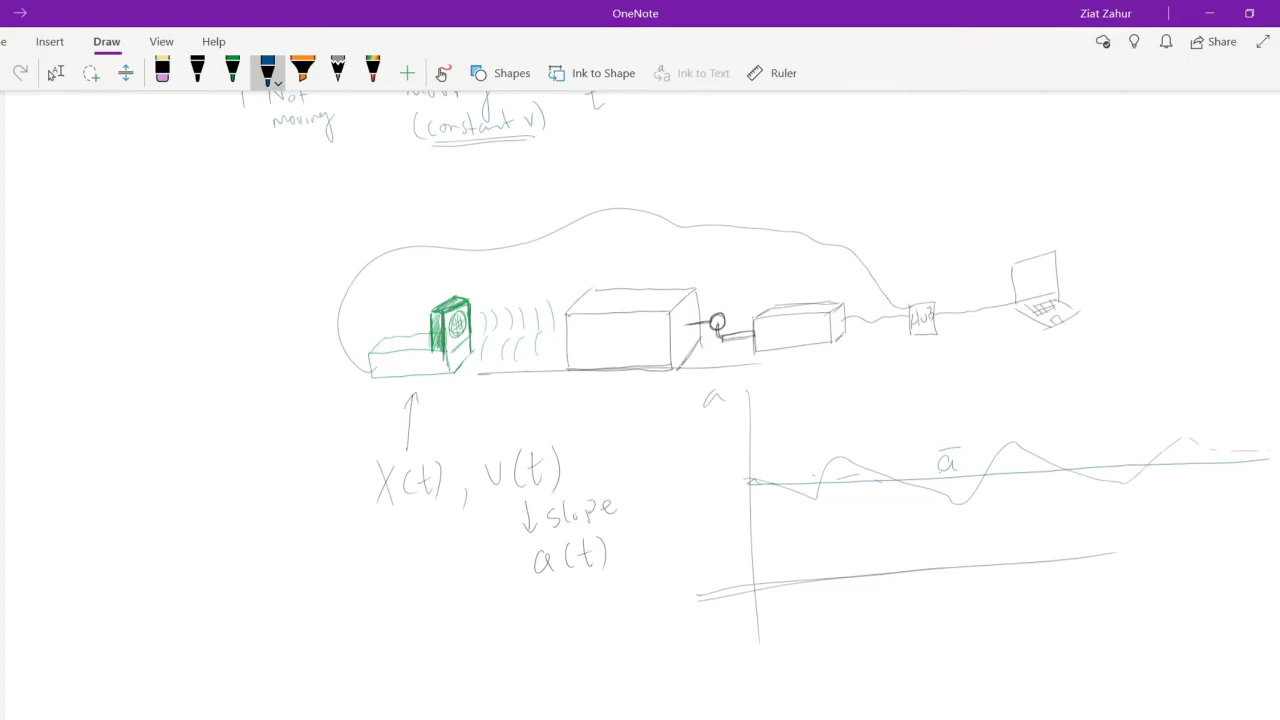 OneNote
Ziat Zahur
Insert Draw View Help Share
Shapes Ink to Shape Ink to Text Ruler
Not
moving
(constant v)
t
HUB
a
ā
X(t), v(t)
↓ slope
a(t)